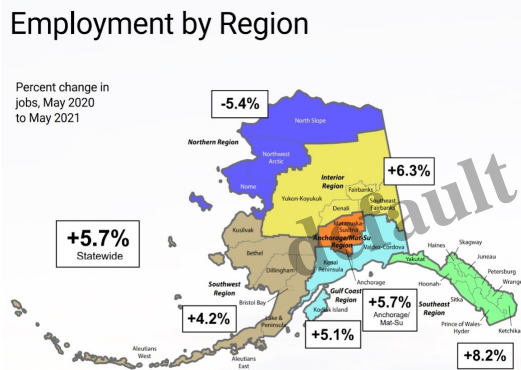 Employment by Region
Percent change in
jobs, May 2020
to May 2021
-5.4%
North Slope
Northern Region
Northwest
Arctic
Nome
Interior
Region
+6.3%
Fairbanks
Yukon-Koyukuk
Southeast
Fairbanks
Denali
+5.7%
Statewide
Kusilvak
Matanuska-
Susitna
Anchorage/Mat-Su
Region
Valdez-Cordova
Bethel
Kenai
Peninsula
Dillingham
Anchorage
Yakutat
Haines
Skagway
Juneau
Petersburg
Hoonah-
Sitka
Southwest
Region
Bristol Bay
Gulf Coast
Region
Kodiak Island
Southeast
Region
+5.7%
Anchorage/
Mat-Su
+4.2%
Lake &
Peninsula
+5.1%
Prince of Wales-
Hyder
Aleutians
West
Aleutians
East
+8.2%
default